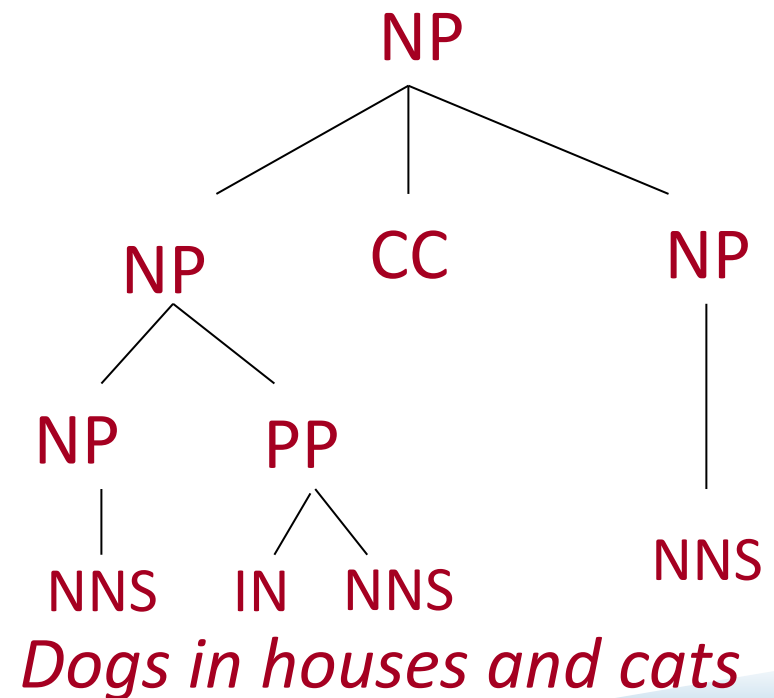 NP
NP CC NP
NP PP
NNS IN NNS NNS
Dogs in houses and cats